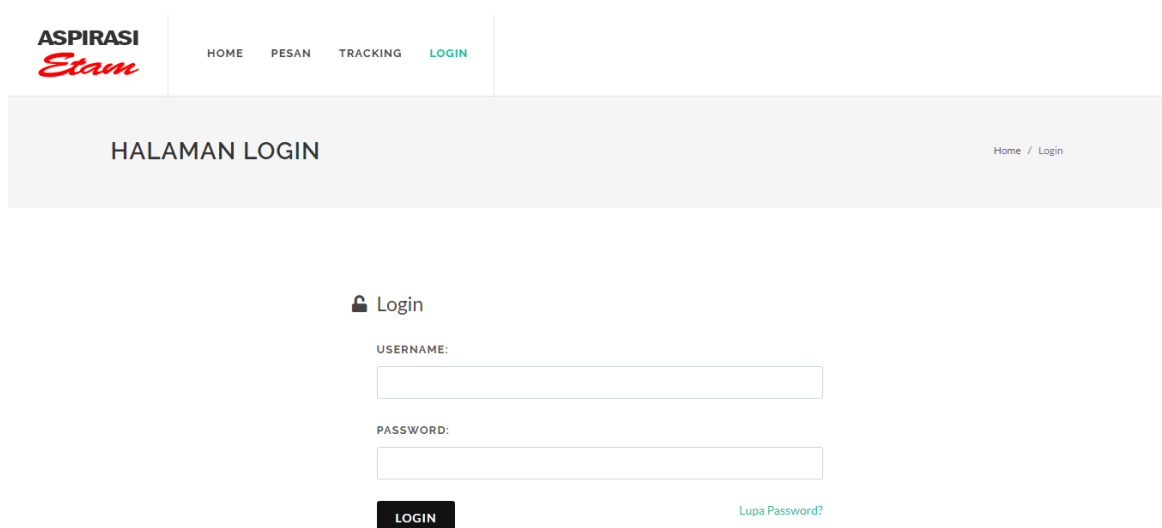 ASPIRASI
Etam
HOME PESAN TRACKING LOGIN
HALAMAN LOGIN
Home / Login
Login
USERNAME:
PASSWORD:
LOGIN
Lupa Password?